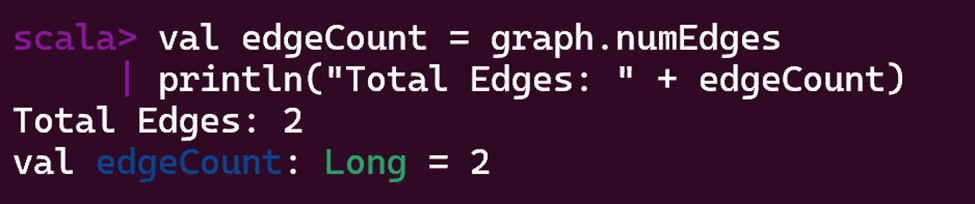 scala> val edgeCount = graph.numEdges
     | println("Total Edges: " + edgeCount)
Total Edges: 2
val edgeCount: Long = 2